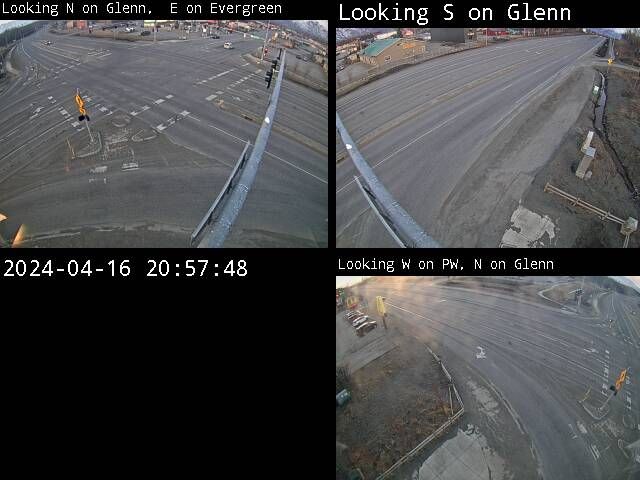 Looking N on Glenn,  E on Evergreen
Looking S on Glenn
2024-04-16 20:57:48
Looking W on PW, N on Glenn